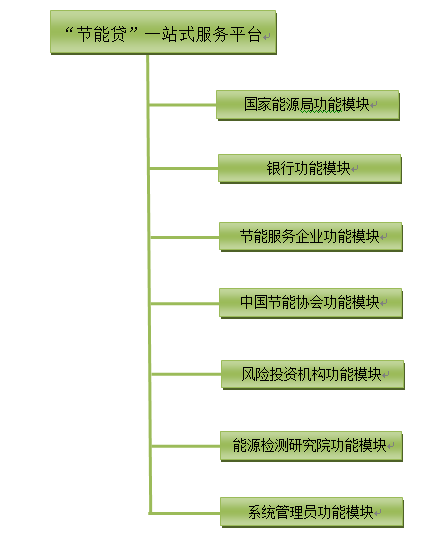 “节能贷”一站式服务平台
国家能源局功能模块
银行功能模块
节能服务企业功能模块
中国节能协会功能模块
风险投资机构功能模块
能源检测研究院功能模块
系统管理员功能模块